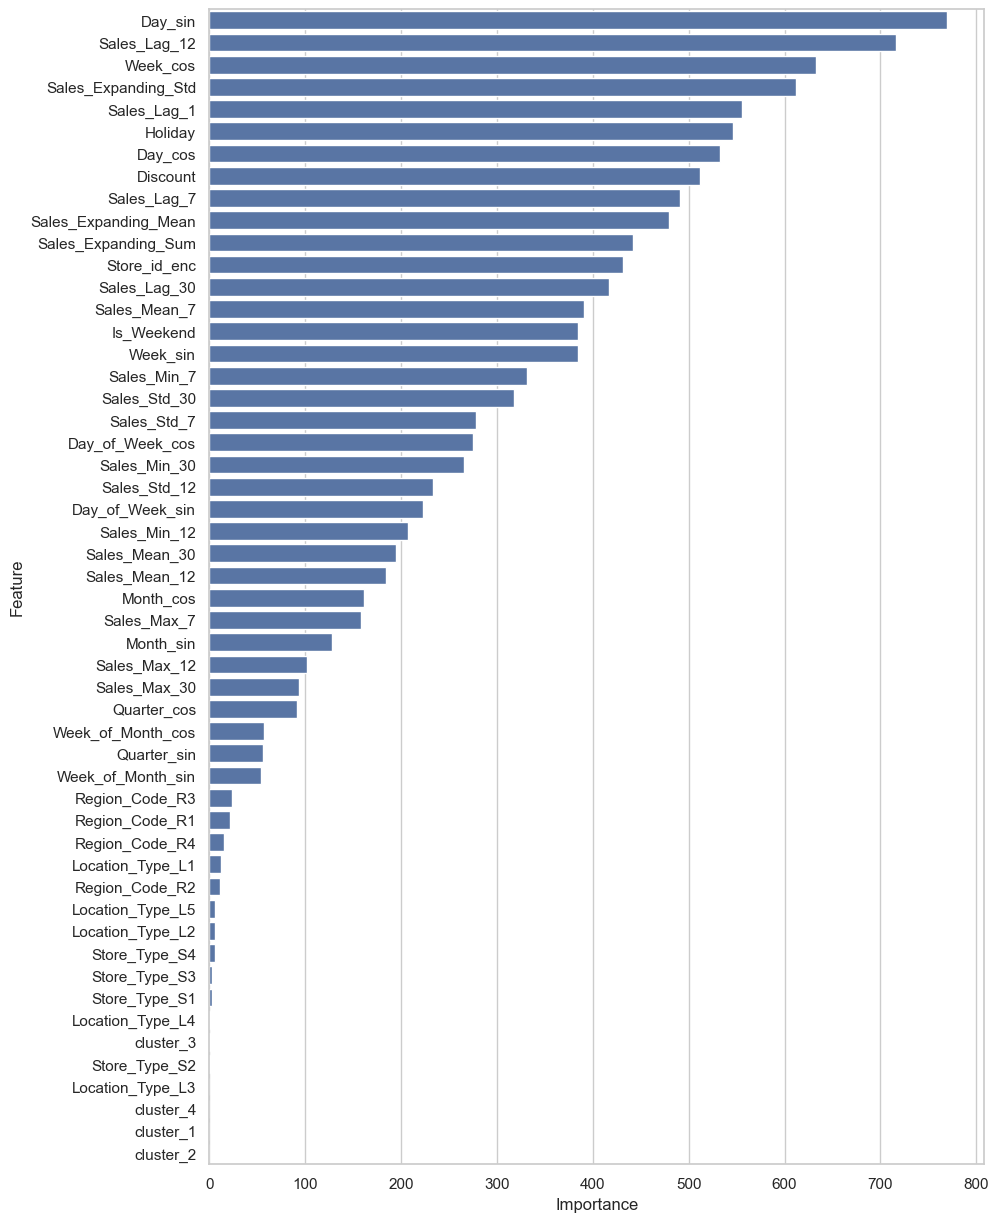 Day_sin
Sales_Lag_12
Week_cos
Sales_Expanding_Std
Sales_Lag_1
Holiday
Day_cos
Discount
Sales_Lag_7
Sales_Expanding_Mean
Sales_Expanding_Sum
Store_id_enc
Sales_Lag_30
Sales_Mean_7
Is_Weekend
Week_sin
Sales_Min_7
Sales_Std_30
Sales_Std_7
Day_of_Week_cos
Sales_Min_30
Sales_Std_12
Day_of_Week_sin
Sales_Min_12
Sales_Mean_30
Sales_Mean_12
Month_cos
Sales_Max_7
Month_sin
Sales_Max_12
Sales_Max_30
Quarter_cos
Week_of_Month_cos
Quarter_sin
Week_of_Month_sin
Region_Code_R3
Region_Code_R1
Region_Code_R4
Location_Type_L1
Region_Code_R2
Location_Type_L5
Location_Type_L2
Store_Type_S4
Store_Type_S3
Store_Type_S1
Location_Type_L4
cluster_3
Store_Type_S2
Location_Type_L3
cluster_4
cluster_1
cluster_2
Feature
0 100 200 300 400 500 600 700 800
Importance